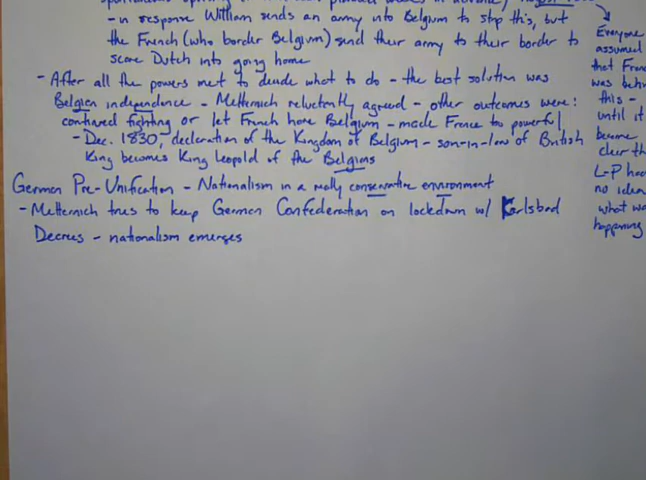 - in response William sends an army into Belgium to stop this, but
the French (who border Belgium) send their army to their border to
scare Dutch into going home
- After all the powers met to decide what to do - the best solution was
Belgian independence - Metternich reluctantly agreed - other outcomes were:
continued fighting or let French have Belgium - made France too powerful
- Dec. 1830, declaration of the Kingdom of Belgium - son-in-law of British
King becomes King Leopold of the Belgians
German Pre-Unification - Nationalism in a really conservative environment
- Metternich tries to keep German Confederation on lockdown w/ Karlsbad
Decrees - nationalism emerges
Everyone
assumed
that Fran
was behi
this -
until it
became
clear th
L-P had
no idea
what wa
happening